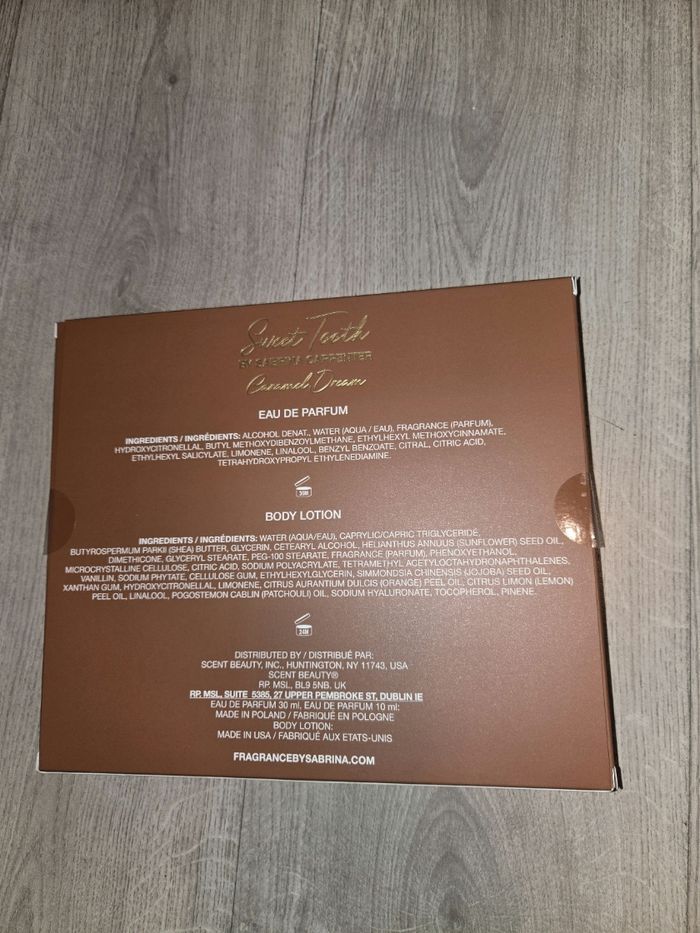 Sweet Tooth
BY SABRINA CARPENTER
Caramel Dream
EAU DE PARFUM
INGREDIENTS / INGRÉDIENTS: ALCOHOL DENAT., WATER (AQUA / EAU), FRAGRANCE (PARFUM),
HYDROXYCITRONELLAL, BUTYL METHOXYDIBENZOYLMETHANE, ETHYLHEXYL METHOXYCINNAMATE,
ETHYLHEXYL SALICYLATE, LIMONENE, LINALOOL, BENZYL BENZOATE, CITRAL, CITRIC ACID,
TETRAHYDROXYPROPYL ETHYLENEDIAMINE.
BODY LOTION
INGREDIENTS / INGRÉDIENTS: WATER (AQUA/EAU), CAPRYLIC/CAPRIC TRIGLYCERIDE,
BUTYROSPERMUM PARKII (SHEA) BUTTER, GLYCERIN, CETEARYL ALCOHOL, HELIANTHUS ANNUUS (SUNFLOWER) SEED OIL,
DIMETHICONE, GLYCERYL STEARATE, PEG-100 STEARATE, FRAGRANCE (PARFUM), PHENOXYETHANOL,
MICROCRYSTALLINE CELLULOSE, CITRIC ACID, SODIUM POLYACRYLATE, TETRAMETHYL ACETYLOCTAHYDRONAPHTHALENES,
VANILLIN, SODIUM PHYTATE, CELLULOSE GUM, ETHYLHEXYLGLYCERIN, SIMMONDSIA CHINENSIS (JOJOBA) SEED OIL,
XANTHAN GUM, HYDROXYCITRONELLAL, LIMONENE, CITRUS AURANTIUM DULCIS (ORANGE) PEEL OIL, CITRUS LIMON (LEMON)
PEEL OIL, LINALOOL, POGOSTEMON CABLIN (PATCHOULI) OIL, SODIUM HYALURONATE, TOCOPHEROL, PINENE.
24M
DISTRIBUTED BY / DISTRIBUÉ PAR:
SCENT BEAUTY, INC., HUNTINGTON, NY 11743, USA
SCENT BEAUTY®
RP. MSL, BL9 5NB. UK
RP. MSL, SUITE 5385, 27 UPPER PEMBROKE ST, DUBLIN IE
EAU DE PARFUM 30 ml, EAU DE PARFUM 10 ml:
MADE IN POLAND / FABRIQUÉ EN POLOGNE
BODY LOTION:
MADE IN USA / FABRIQUÉ AUX ETATS-UNIS
FRAGRANCEBYSABRINA.COM